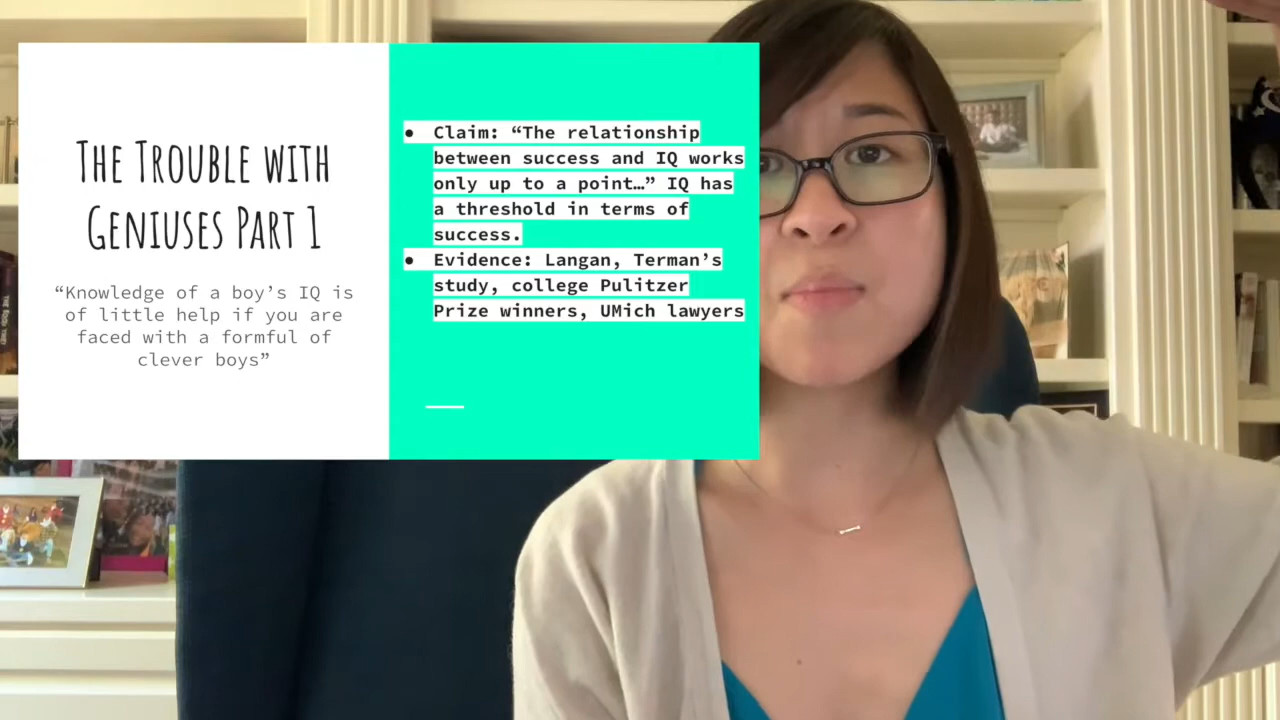 THE TROUBLE WITH
GENIUSES PART 1
“Knowledge of a boy’s IQ is
of little help if you are
faced with a formful of
clever boys”
● Claim: “The relationship
between success and IQ works
only up to a point…” IQ has
a threshold in terms of
success.
● Evidence: Langan, Terman’s
study, college Pulitzer
Prize winners, UMich lawyers